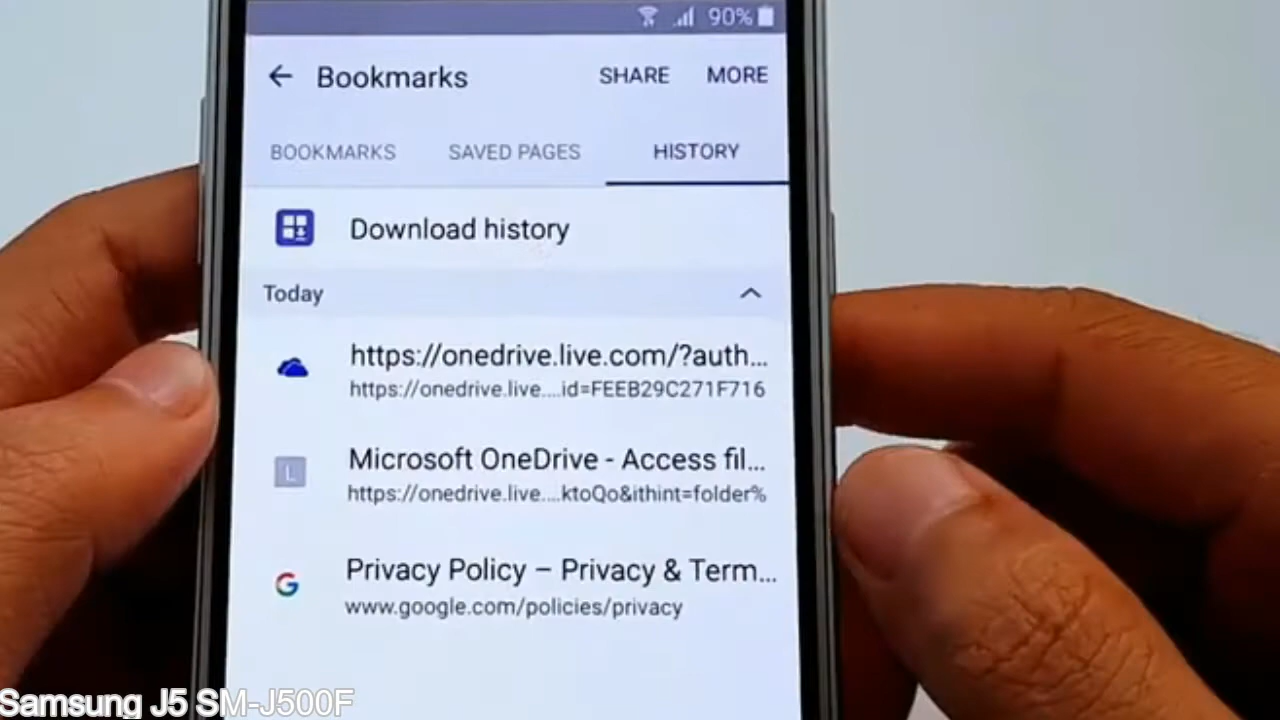 90%
Bookmarks SHARE MORE
BOOKMARKS SAVED PAGES HISTORY
Download history
Today
https://onedrive.live.com/?auth...
https://onedrive.live....id=FEEB29C271F716
L
Microsoft OneDrive - Access fil...
https://onedrive.live....ktoQo&ithint=folder%
G
Privacy Policy – Privacy & Term...
www.google.com/policies/privacy
Samsung J5 SM-J500F